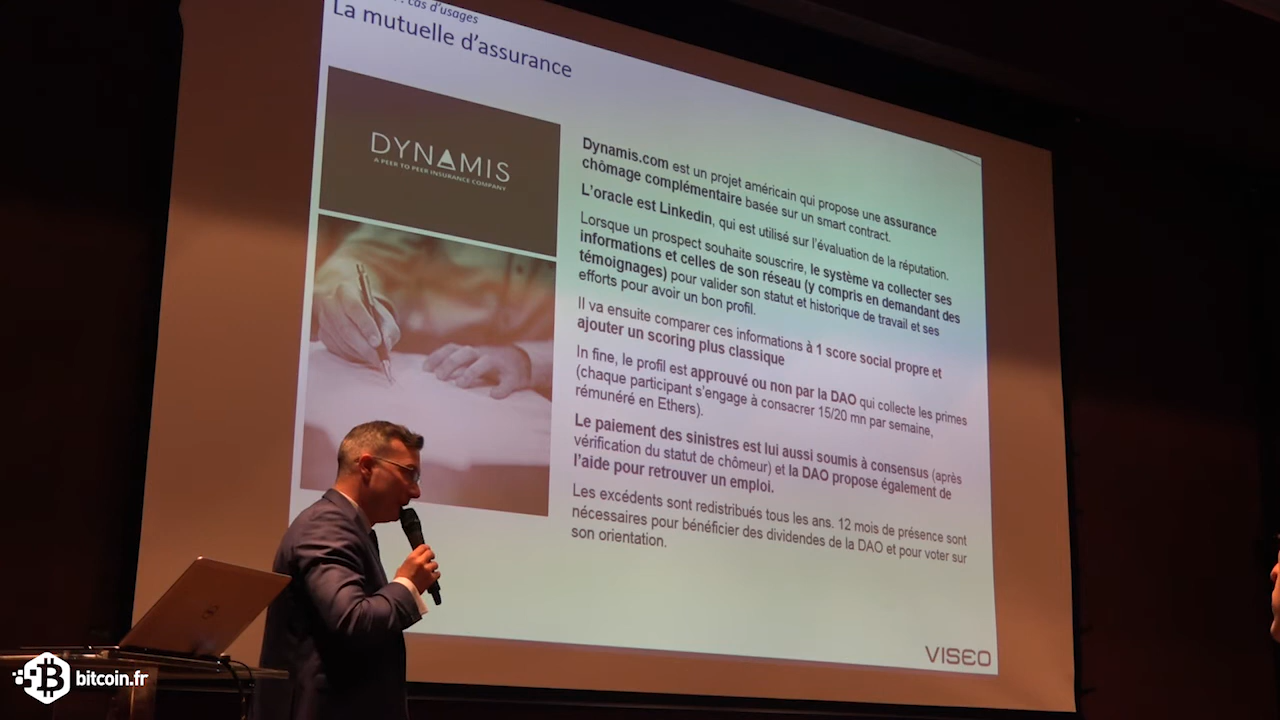 : cas d'usages
La mutuelle d'assurance
DYNAMIS
A PEER TO PEER INSURANCE COMPANY
Dynamis.com est un projet américain qui propose une assurance
chômage complémentaire basée sur un smart contract.
L'oracle est Linkedin, qui est utilisé sur l'évaluation de la réputation.
Lorsque un prospect souhaite souscrire, le système va collecter ses
informations et celles de son réseau (y compris en demandant des
témoignages) pour valider son statut et historique de travail et ses
efforts pour avoir un bon profil.
Il va ensuite comparer ces informations à 1 score social propre et
ajouter un scoring plus classique
In fine, le profil est approuvé ou non par la DAO qui collecte les primes
(chaque participant s'engage à consacrer 15/20 mn par semaine,
rémunéré en Ethers).
Le paiement des sinistres est lui aussi soumis à consensus (après
vérification du statut de chômeur) et la DAO propose également de
l'aide pour retrouver un emploi.
Les excédents sont redistribués tous les ans. 12 mois de présence sont
nécessaires pour bénéficier des dividendes de la DAO et pour voter sur
son orientation.
VISEO
bitcoin.fr